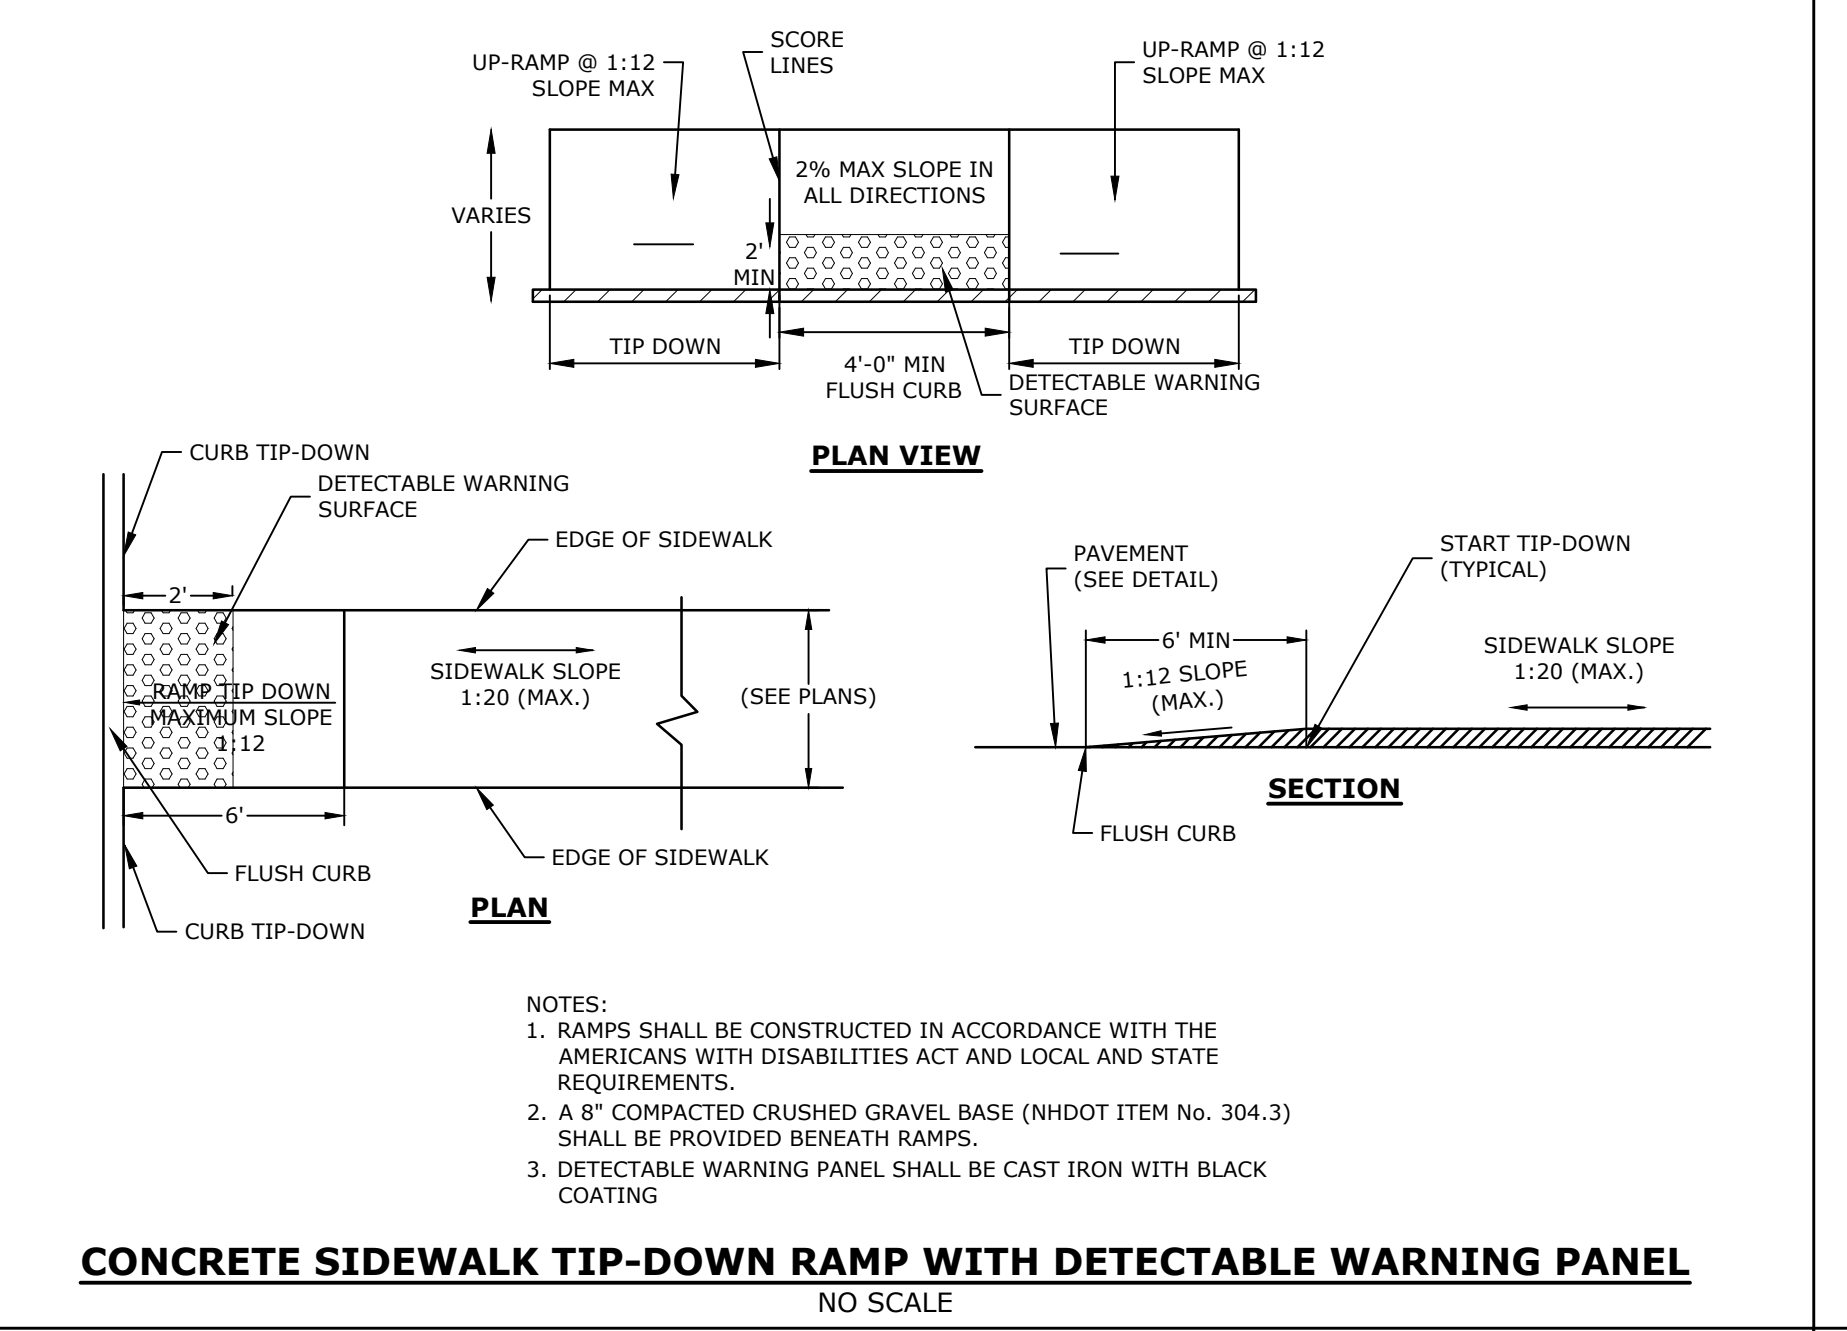 UP-RAMP @ 1:12
SLOPE MAX
SCORE
LINES
UP-RAMP @ 1:12
SLOPE MAX
2% MAX SLOPE IN
ALL DIRECTIONS
VARIES
2'
MIN
TIP DOWN
TIP DOWN
4'-0" MIN
FLUSH CURB
DETECTABLE WARNING
SURFACE
PLAN VIEW
CURB TIP-DOWN
DETECTABLE WARNING
SURFACE
EDGE OF SIDEWALK
2'
SIDEWALK SLOPE
1:20 (MAX.)
(SEE PLANS)
RAMP TIP DOWN
MAXIMUM SLOPE
1:12
6'
EDGE OF SIDEWALK
FLUSH CURB
CURB TIP-DOWN
PLAN
PAVEMENT
(SEE DETAIL)
START TIP-DOWN
(TYPICAL)
6' MIN
1:12 SLOPE
(MAX.)
SIDEWALK SLOPE
1:20 (MAX.)
SECTION
FLUSH CURB
NOTES:
1. RAMPS SHALL BE CONSTRUCTED IN ACCORDANCE WITH THE
AMERICANS WITH DISABILITIES ACT AND LOCAL AND STATE
REQUIREMENTS.
2. A 8" COMPACTED CRUSHED GRAVEL BASE (NHDOT ITEM No. 304.3)
SHALL BE PROVIDED BENEATH RAMPS.
3. DETECTABLE WARNING PANEL SHALL BE CAST IRON WITH BLACK
COATING
CONCRETE SIDEWALK TIP-DOWN RAMP WITH DETECTABLE WARNING PANEL
NO SCALE